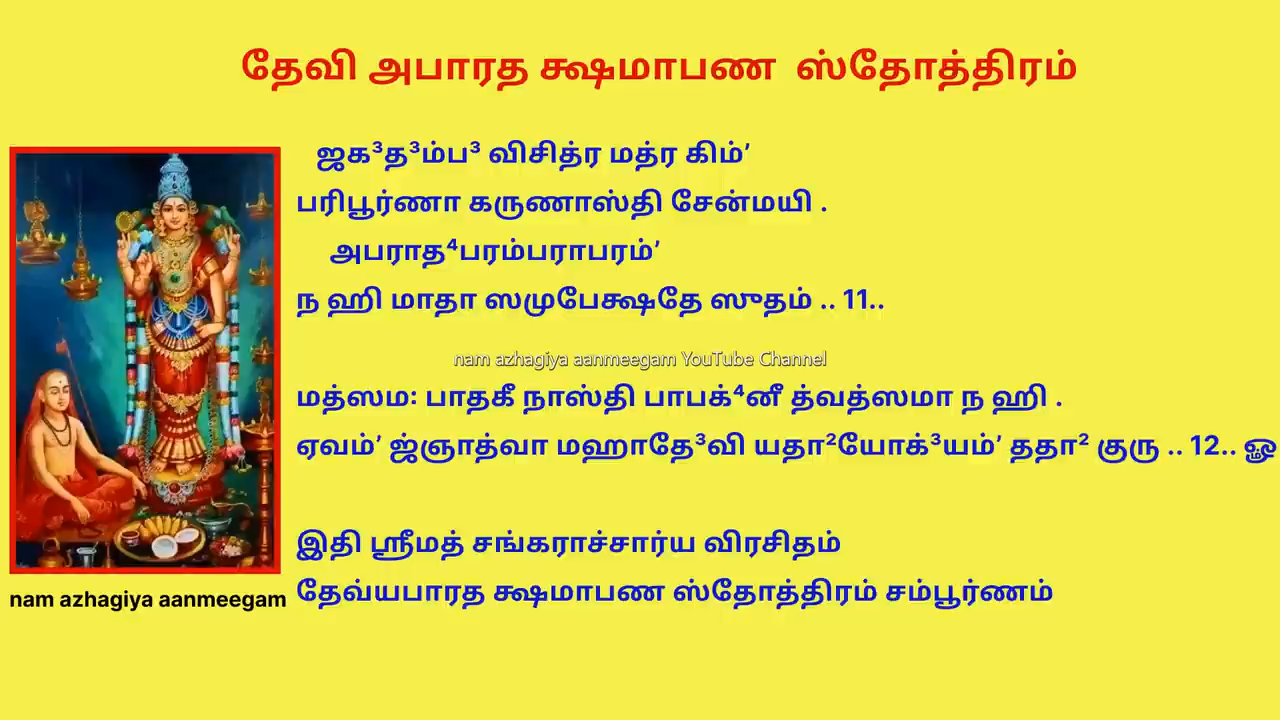 தேவி அபாரத க்ஷமாபண ஸ்தோத்திரம்
ஜக³த³ம்ப³ விசித்ர மத்ர கிம்ʼ
பரிபூர்ணா கருணாஸ்தி சேன்மயி .
அபராத⁴பரம்பராபரம்ʼ
ந ஹி மாதா ஸமுபேக்ஷதே ஸுதம் .. 11..
nam azhagiya aanmeegam YouTube Channel
மத்ஸம꞉ பாதகீ நாஸ்தி பாபக்⁴னீ த்வத்ஸமா ந ஹி .
ஏவம்ʼ ஜ்ஞாத்வா மஹாதே³வி யதா²யோக்³யம்ʼ ததா² குரு .. 12..
இதி ஸ்ரீமத் சங்கராச்சார்ய விரசிதம்
தேவ்யபாரத க்ஷமாபண ஸ்தோத்திரம் சம்பூர்ணம்
nam azhagiya aanmeegam